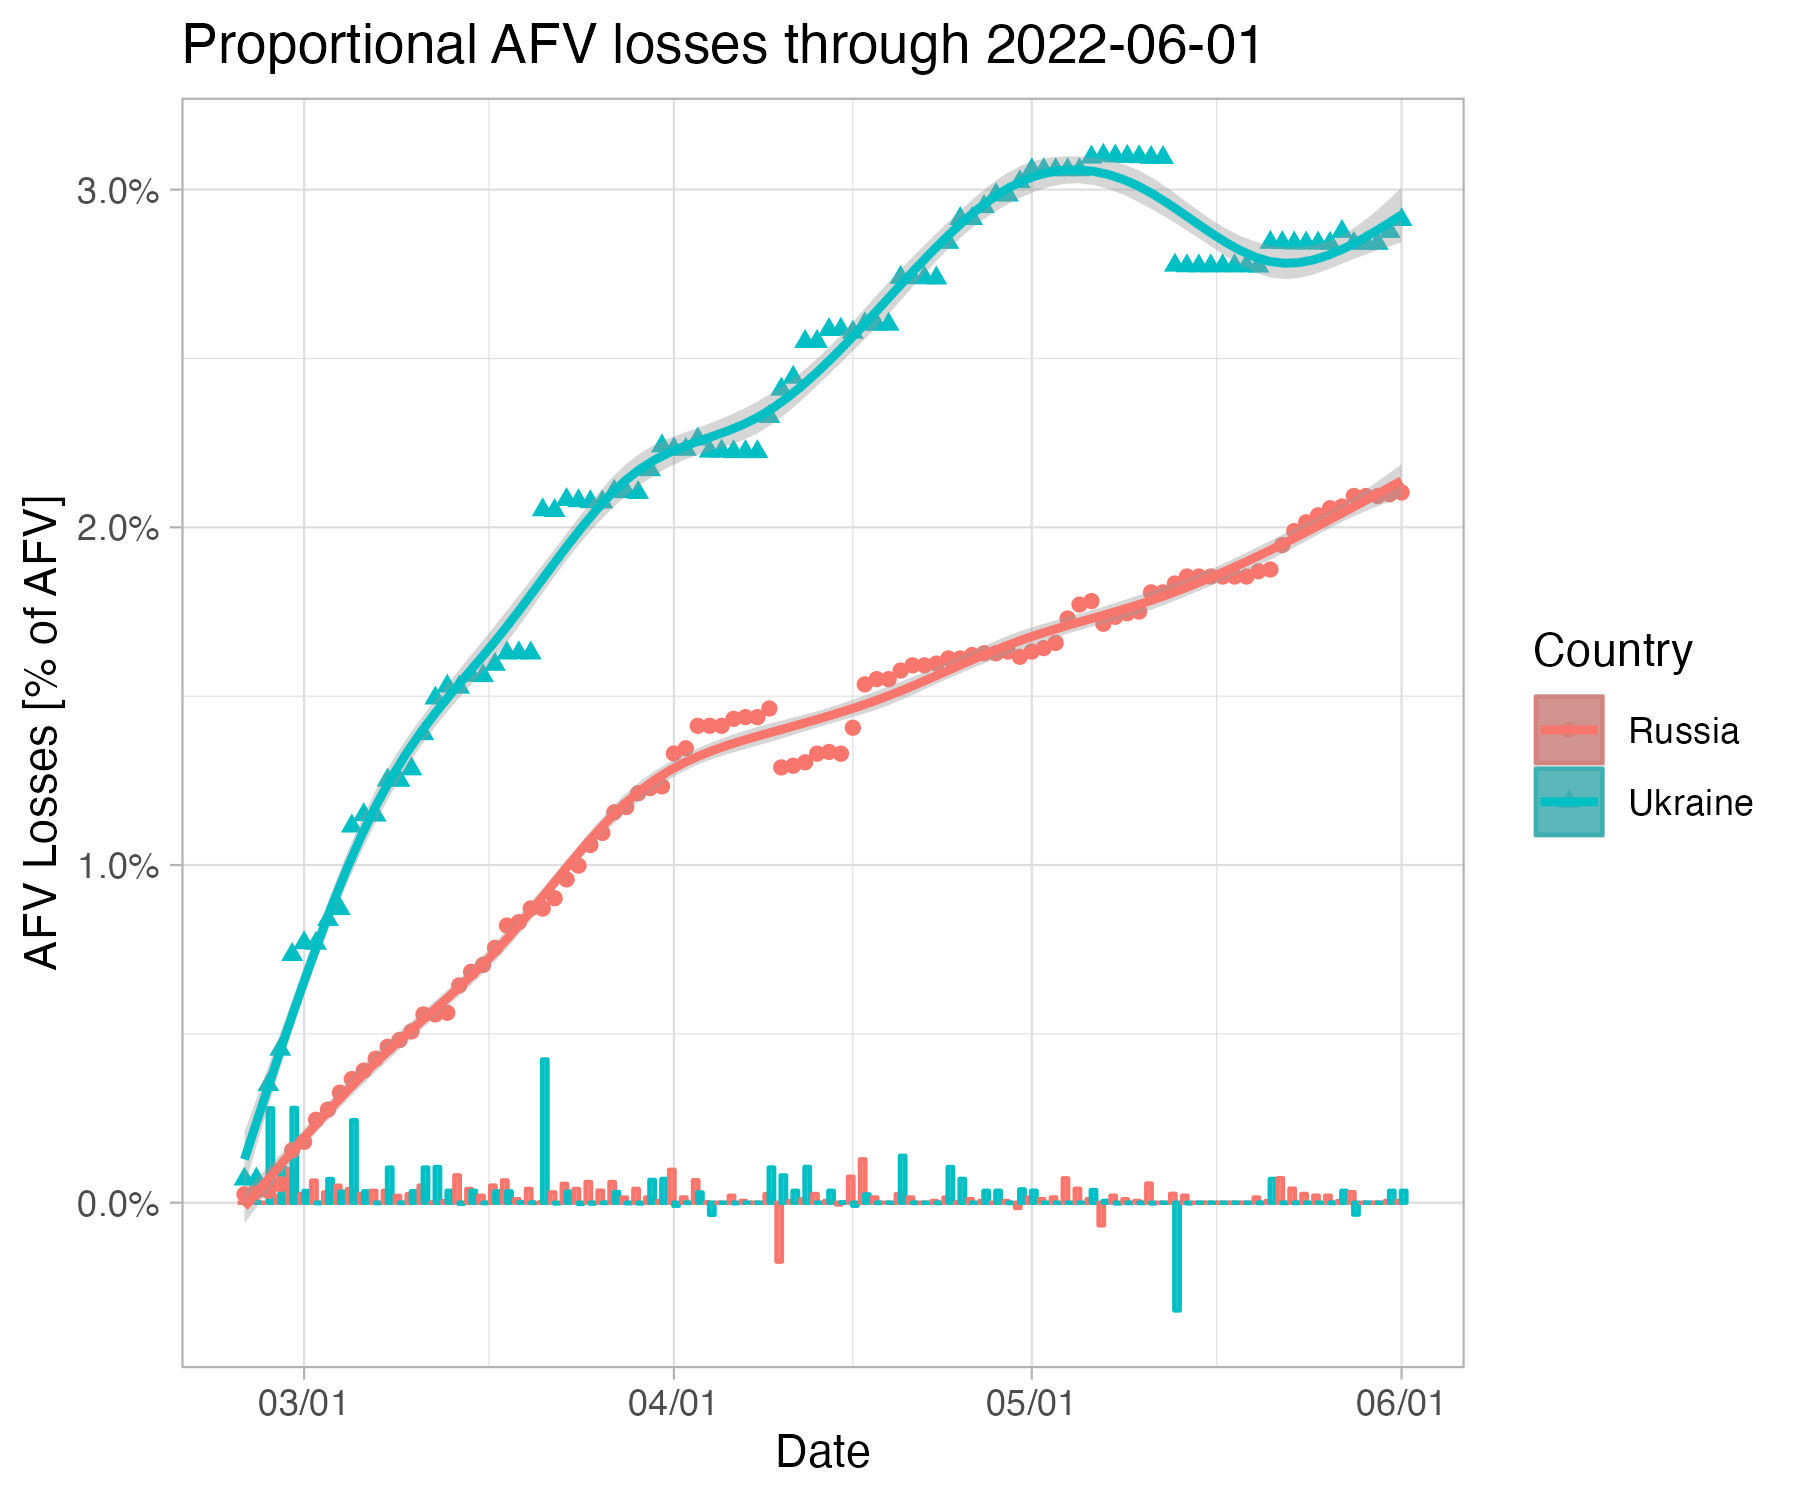 Proportional AFV losses through 2022-06-01
AFV Losses [% of AFV]
3.0%
2.0%
1.0%
0.0%
03/01
04/01
05/01
06/01
Date
Country
Russia
Ukraine